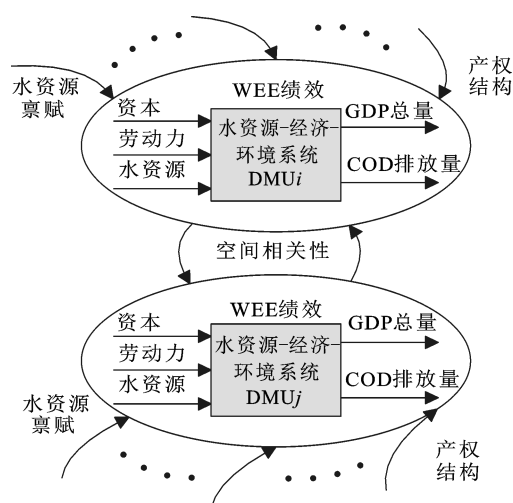 水资源
禀赋
产权
结构
WEE绩效
资本
劳动力
水资源
水资源-经济-
环境系统
DMUi
GDP总量
COD排放量
空间相关性
WEE绩效
资本
劳动力
水资源
水资源-经济-
环境系统
DMUj
GDP总量
COD排放量
水资源
禀赋
产权
结构